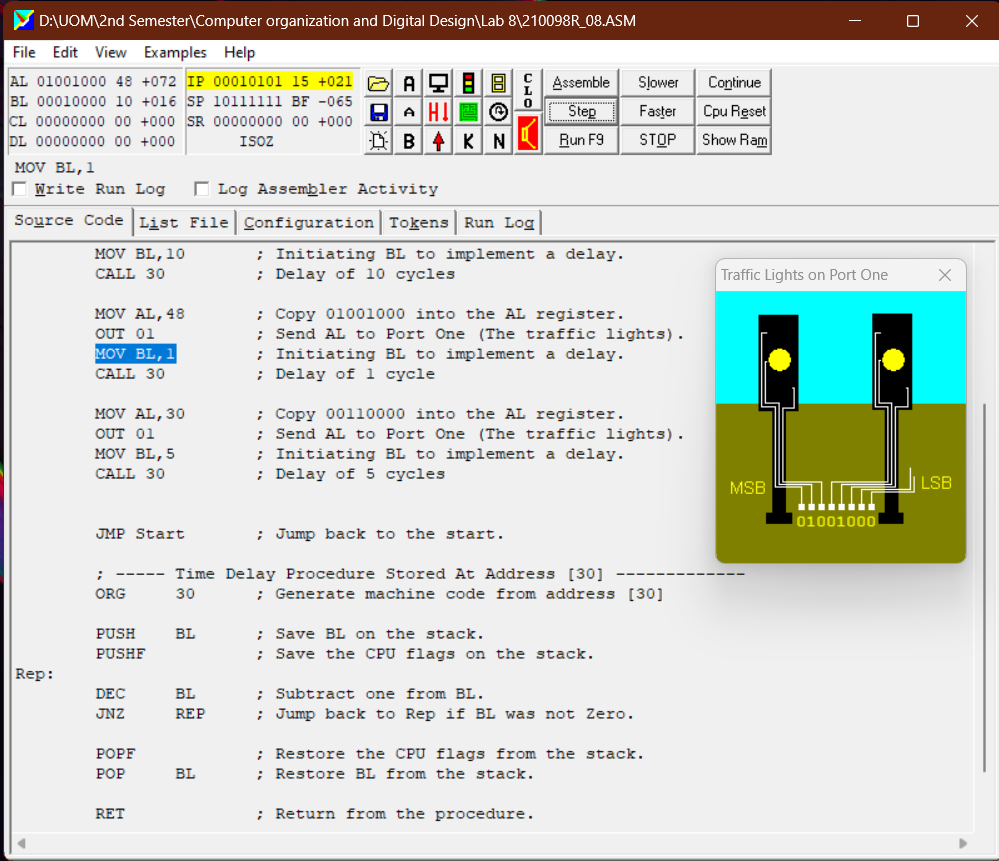 D:\UOM\2nd Semester\Computer organization and Digital Design\Lab 8\210098R_08.ASM
File Edit View Examples Help
AL 01001000 48 +072 IP 00010101 15 +021
BL 00010000 10 +016 SP 10111111 BF -065
CL 00000000 00 +000 SR 00000000 00 +000
DL 00000000 00 +000 ISOZ
A
A
B
H
K
N
CLO
Assemble Slower Continue
Step Faster Cpu Reset
Run F9 STOP Show Ram
MOV BL,1
Write Run Log Log Assembler Activity
Source Code List File Configuration Tokens Run Log
MOV BL,10 ; Initiating BL to implement a delay.
CALL 30 ; Delay of 10 cycles
MOV AL,48 ; Copy 01001000 into the AL register.
OUT 01 ; Send AL to Port One (The traffic lights).
MOV BL,1 ; Initiating BL to implement a delay.
CALL 30 ; Delay of 1 cycle
MOV AL,30 ; Copy 00110000 into the AL register.
OUT 01 ; Send AL to Port One (The traffic lights).
MOV BL,5 ; Initiating BL to implement a delay.
CALL 30 ; Delay of 5 cycles
JMP Start ; Jump back to the start.
; ----- Time Delay Procedure Stored At Address [30] -------------
ORG 30 ; Generate machine code from address [30]
PUSH BL ; Save BL on the stack.
PUSHF ; Save the CPU flags on the stack.
Rep:
DEC BL ; Subtract one from BL.
JNZ REP ; Jump back to Rep if BL was not Zero.
POPF ; Restore the CPU flags from the stack.
POP BL ; Restore BL from the stack.
RET ; Return from the procedure.
Traffic Lights on Port One
MSB LSB
01001000